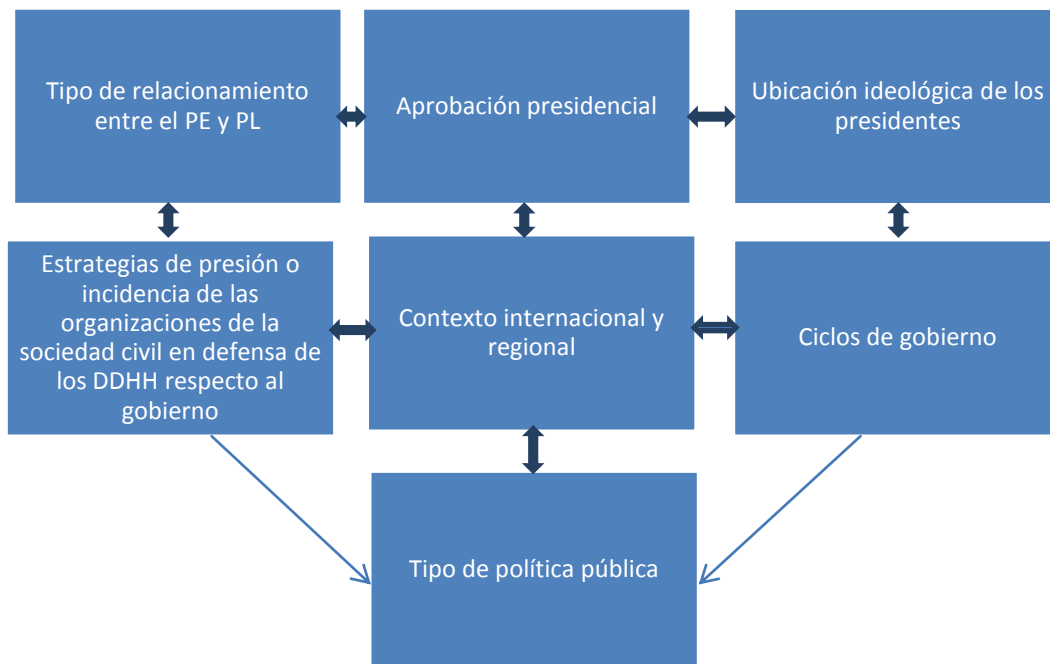 Tipo de relacionamiento
entre el PE y PL
Aprobación presidencial
Ubicación ideológica de los
presidentes
Estrategias de presión o
incidencia de las
organizaciones de la
sociedad civil en defensa de
los DDHH respecto al
gobierno
Contexto internacional y
regional
Ciclos de gobierno
Tipo de política pública